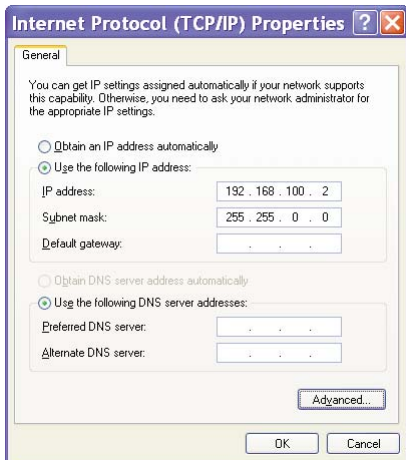 Internet Protocol (TCP/IP) Properties
General
You can get IP settings assigned automatically if your network supports
this capability. Otherwise, you need to ask your network administrator for
the appropriate IP settings.
Obtain an IP address automatically
Use the following IP address:
IP address: 192 . 168 . 100 . 2
Subnet mask: 255 . 255 . 0 . 0
Default gateway: . . .
Obtain DNS server address automatically
Use the following DNS server addresses:
Preferred DNS server: . . .
Alternate DNS server: . . .
Advanced...
OK Cancel